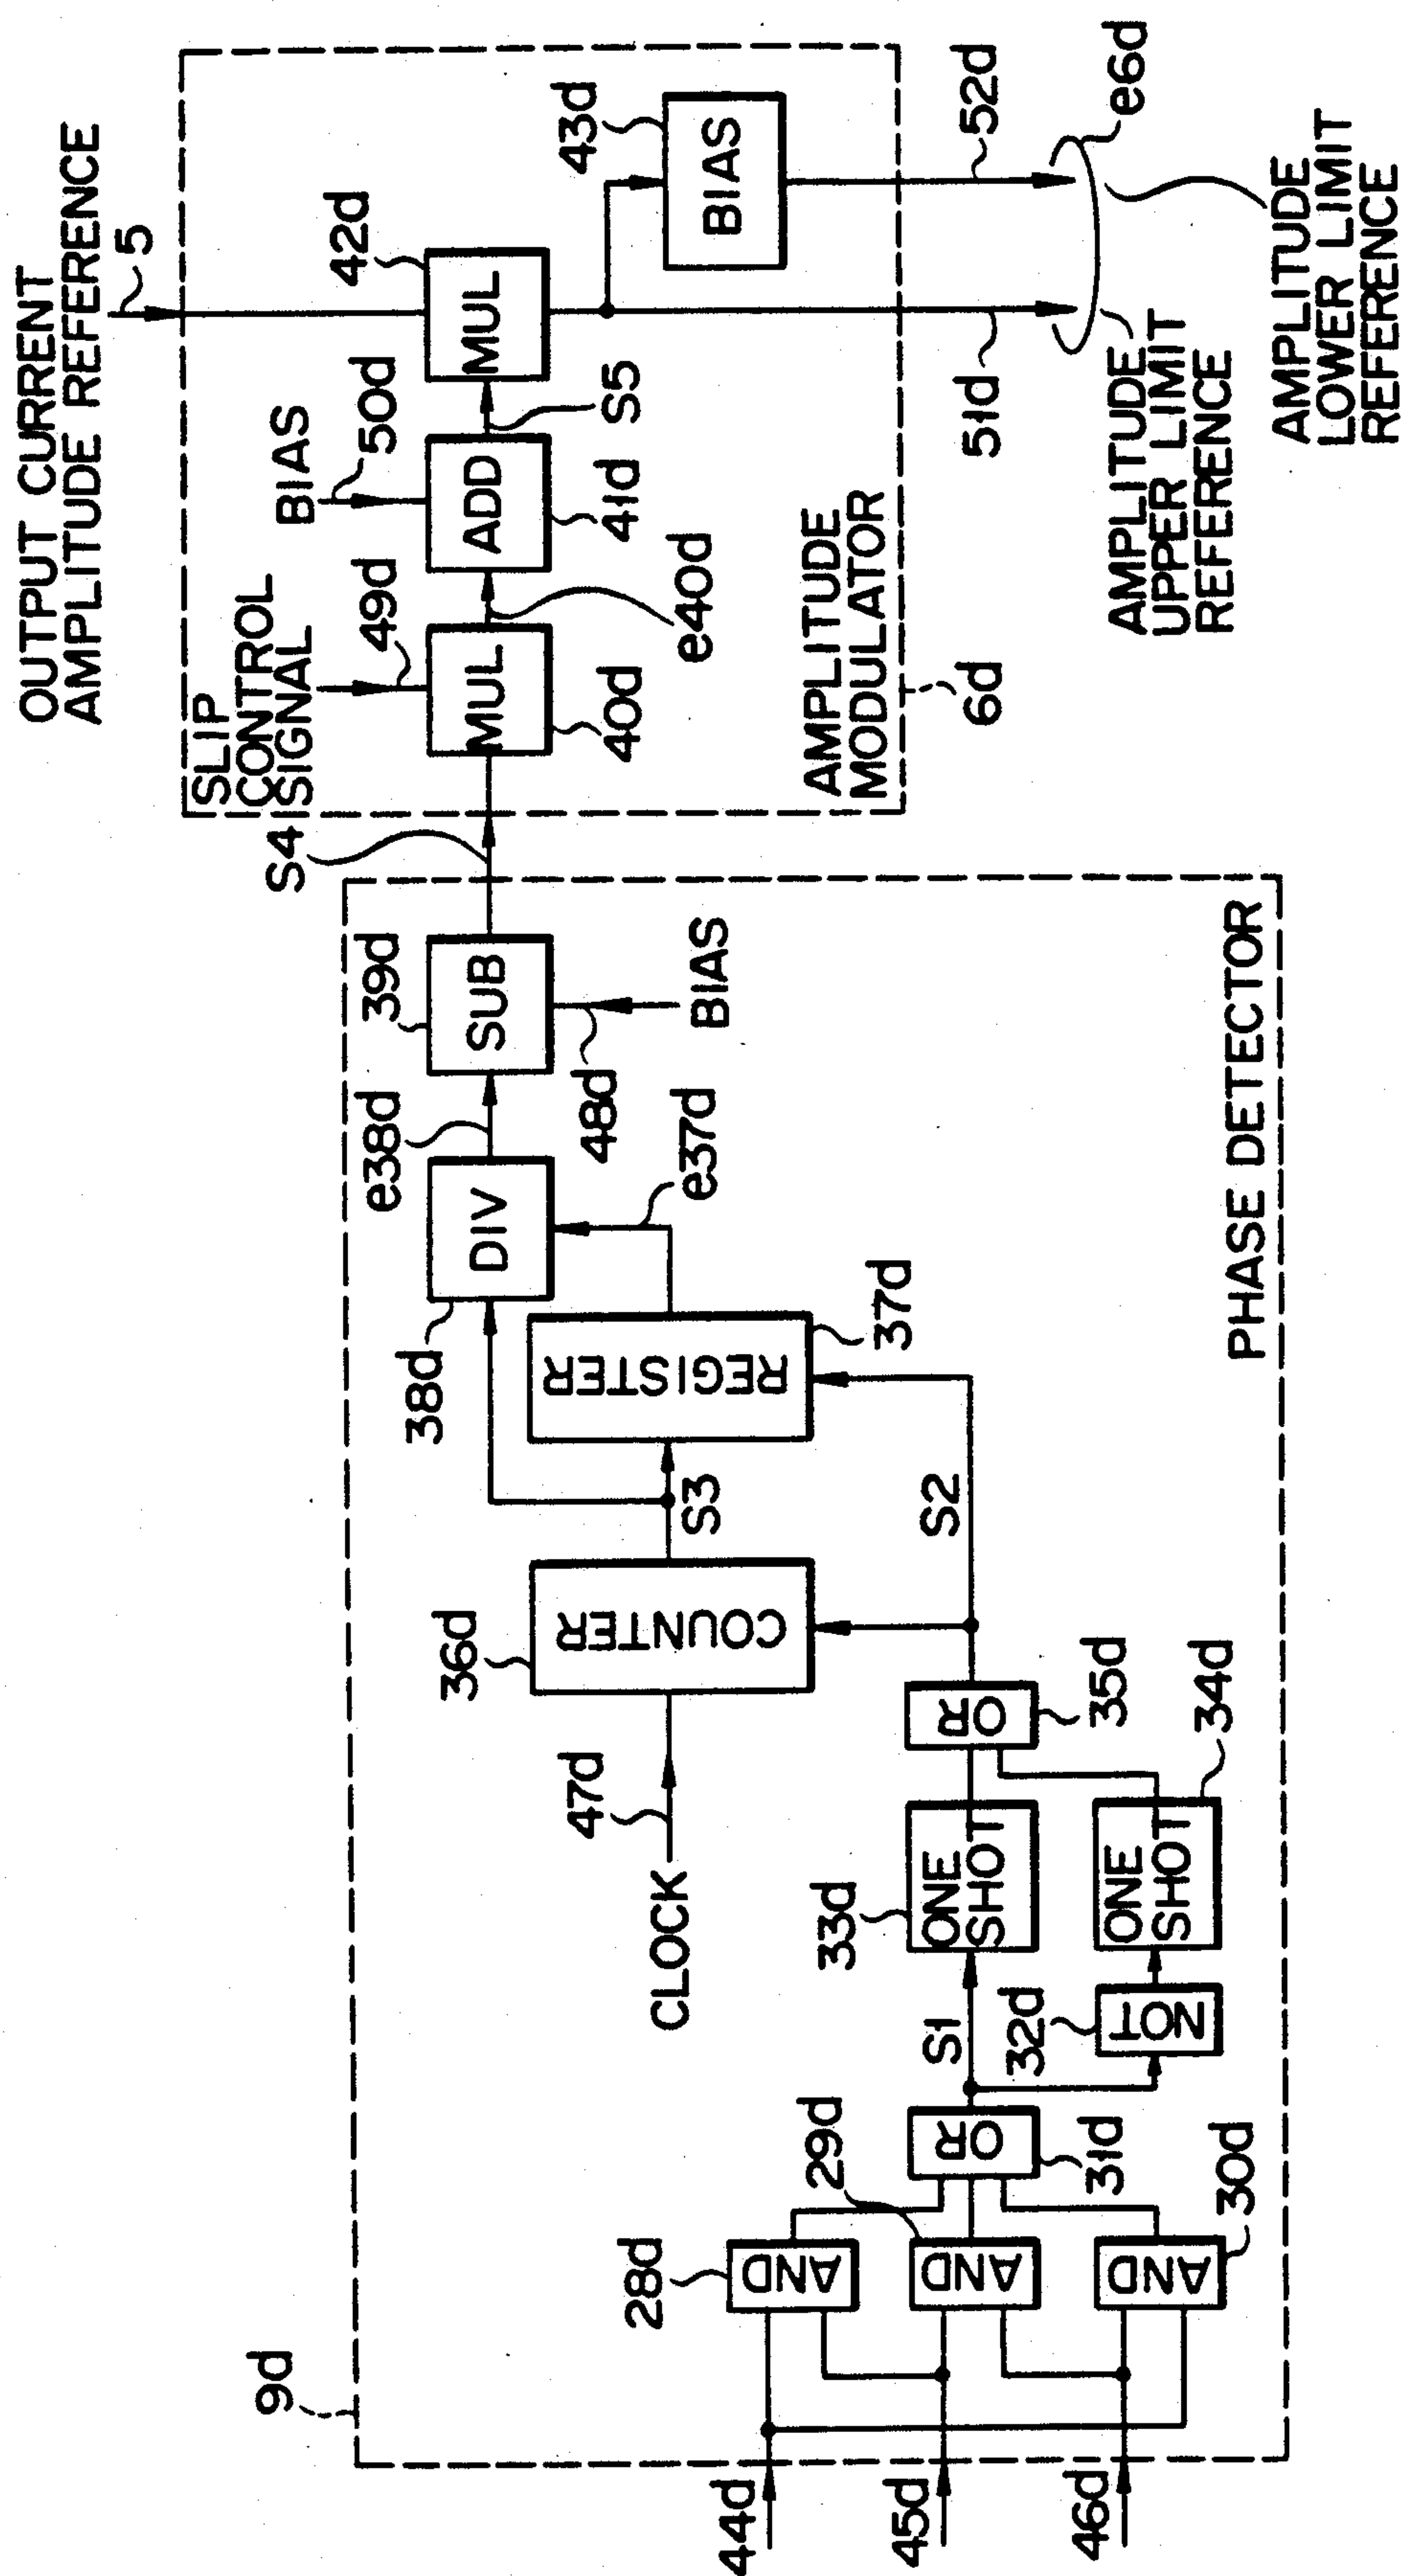 OUTPUT CURRENT
AMPLITUDE REFERENCE
5
SLIP
CONTROL
SIGNAL
49d
BIAS
50d
42d
MUL
43d
BIAS
S4
MUL
40d
e40d
ADD
41d
S5
AMPLITUDE
MODULATOR
6d
51d
52d
e6d
AMPLITUDE
UPPER LIMIT
REFERENCE
AMPLITUDE
LOWER LIMIT
REFERENCE
9d
44d
45d
46d
28d
AND
29d
AND
AND
30d
OR
31d
S1
32d
NOT
33d
ONE
SHOT
ONE
SHOT
34d
OR
35d
S2
CLOCK
47d
36d
COUNTER
S3
REGISTER
37d
38d
DIV
e37d
e38d
39d
SUB
48d
BIAS
PHASE DETECTOR